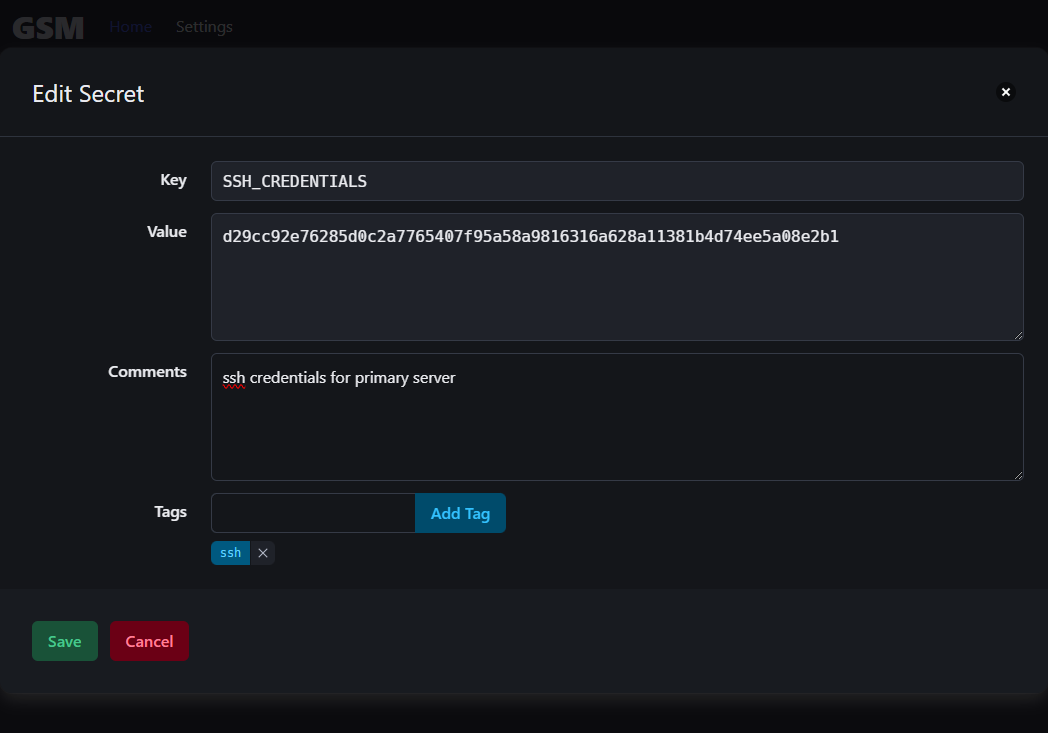 GSM Home Settings
Edit Secret
Key SSH_CREDENTIALS
Value d29cc92e76285d0c2a7765407f95a58a9816316a628a11381b4d74ee5a08e2b1
Comments ssh credentials for primary server
Tags Add Tag
ssh
Save Cancel